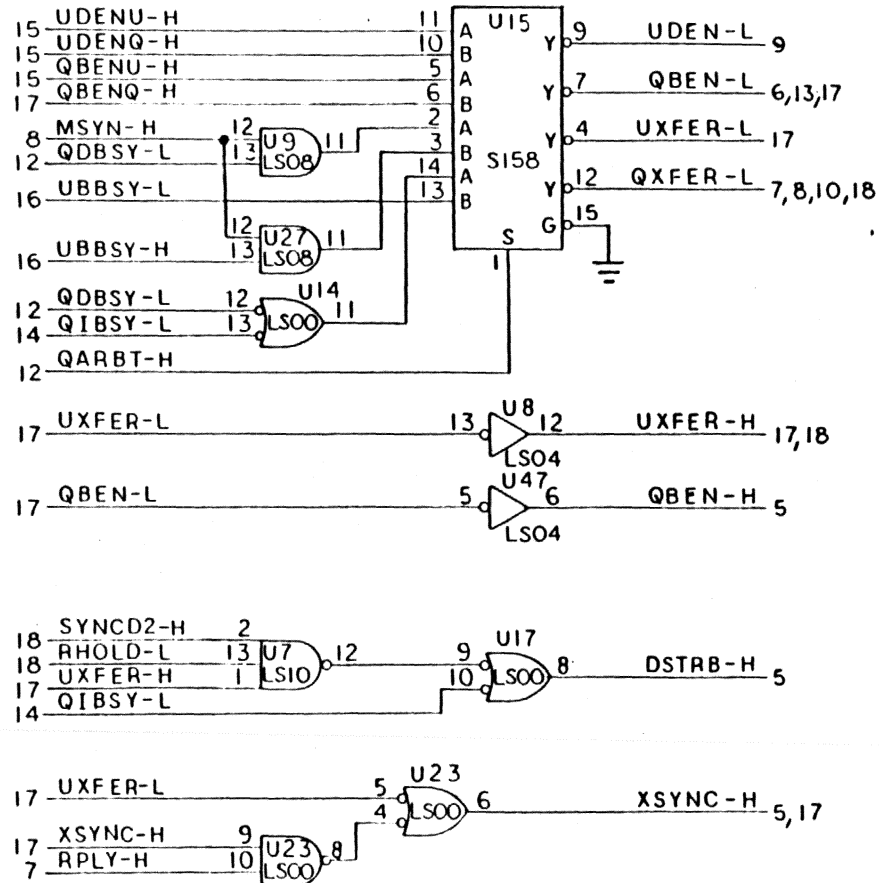 15 UDENU-H 11 A U15 Y 9 UDEN-L 9
15 UDENQ-H 10 B
15 QBENU-H 5 A Y 7 QBEN-L 6,13,17
17 QBENQ-H 6 B
8 MSYN-H 12 U9 LS08 11 2 A Y 4 UXFER-L 17
12 QDBSY-L 13 3 B S158
14 A
16 UBBSY-L 13 B Y 12 QXFER-L 7,8,10,18
12 U27 LS08 11 G 15
16 UBBSY-H 13 S 1
12 QDBSY-L 12 U14 LS00 11
14 QIBSY-L 13
12 QARBT-H
17 UXFER-L 13 U8 12 UXFER-H 17,18
LS04
17 QBEN-L 5 U47 6 QBEN-H 5
LS04
18 SYNCD2-H 2 U7 LS10 12 9 U17 LS00 8 DSTRB-H 5
18 RHOLD-L 13 10
17 UXFER-H 1
14 QIBSY-L
17 UXFER-L 5 U23 LS00 6 XSYNC-H 5,17
4
17 XSYNC-H 9 U23 LS00 8
7 RPLY-H 10